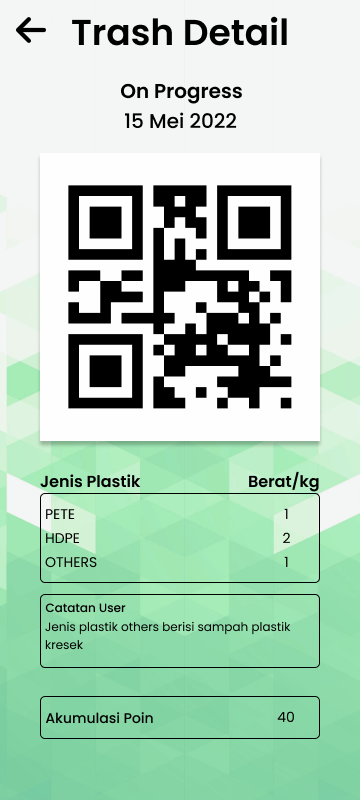 Trash Detail
On Progress
15 Mei 2022
Jenis Plastik Berat/kg
PETE 1
HDPE 2
OTHERS 1
Catatan User
Jenis plastik others berisi sampah plastik
kresek
Akumulasi Poin 40